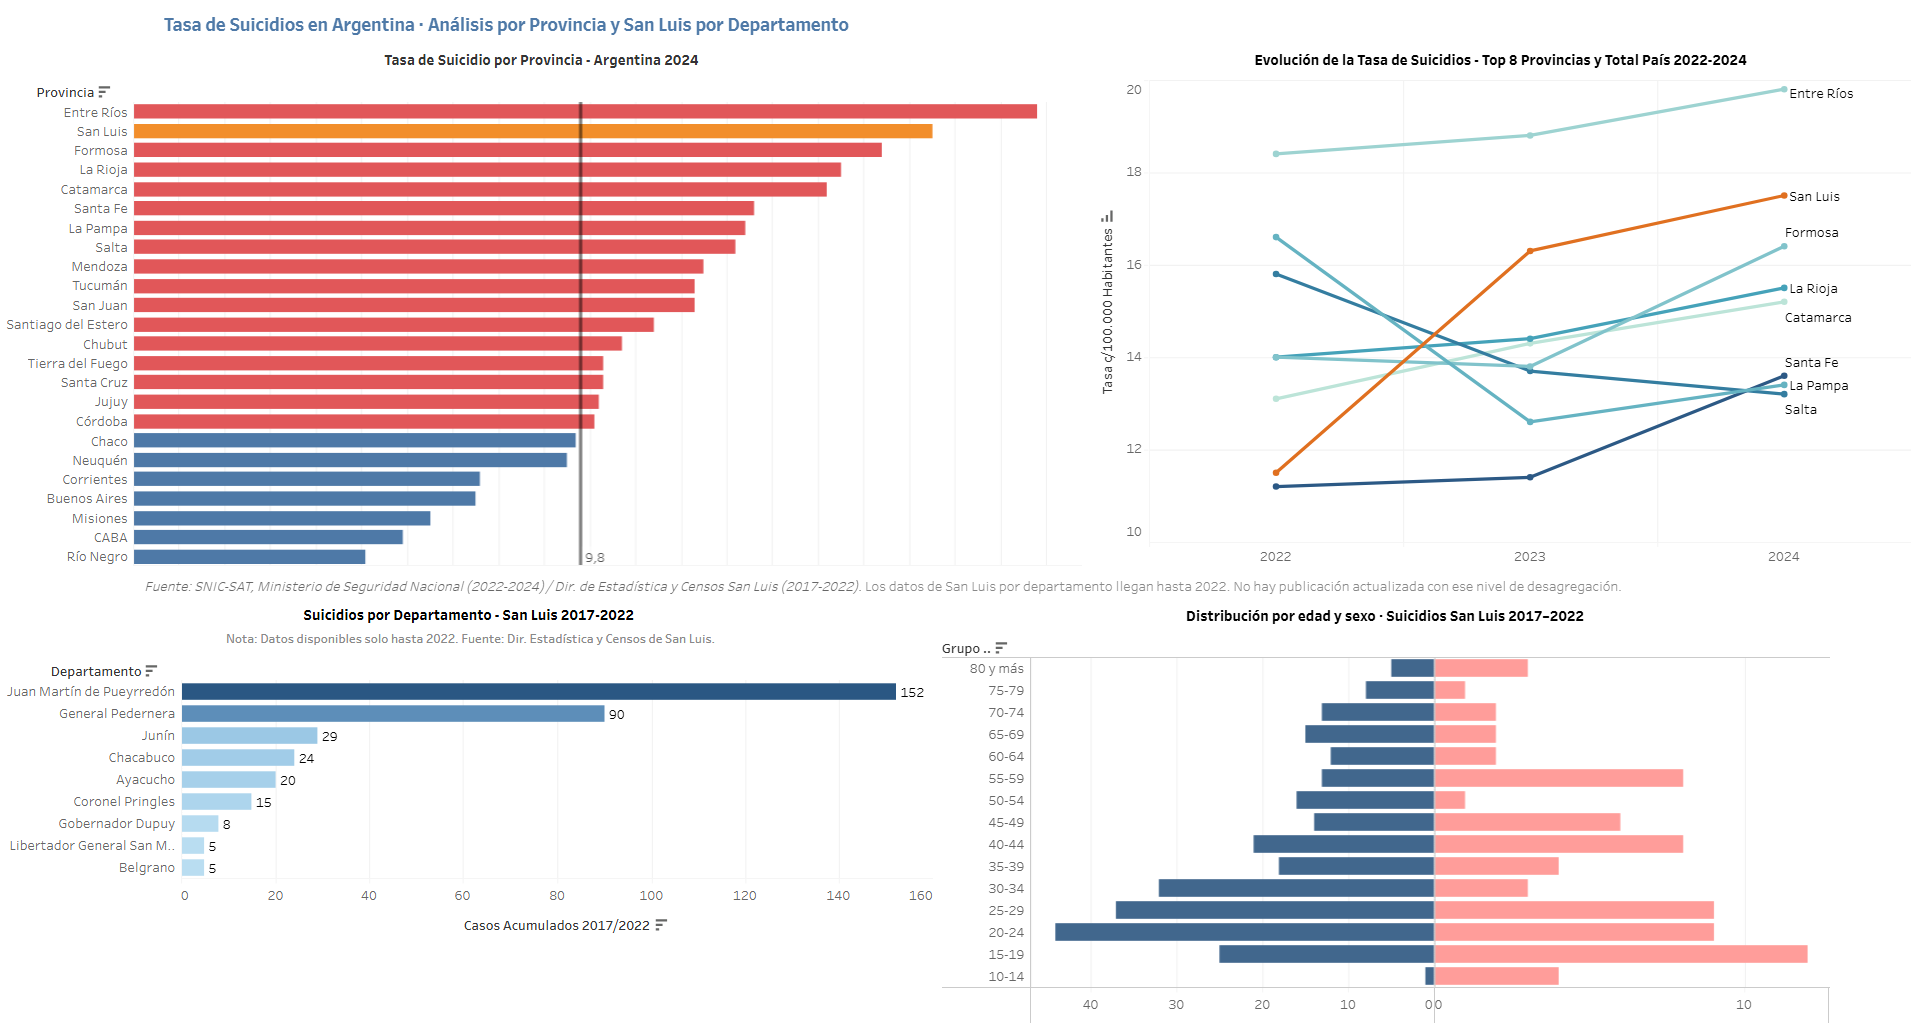 Tasa de Suicidios en Argentina · Análisis por Provincia y San Luis por Departamento
Tasa de Suicidio por Provincia - Argentina 2024
Provincia
Entre Ríos
San Luis
Formosa
La Rioja
Catamarca
Santa Fe
La Pampa
Salta
Mendoza
Tucumán
San Juan
Santiago del Estero
Chubut
Tierra del Fuego
Santa Cruz
Jujuy
Córdoba
Chaco
Neuquén
Corrientes
Buenos Aires
Misiones
CABA
Río Negro
9,8
Evolución de la Tasa de Suicidios - Top 8 Provincias y Total País 2022-2024
Tasa c/100.000 Habitantes
20
18
16
14
12
10
Entre Ríos
San Luis
Formosa
La Rioja
Catamarca
Santa Fe
La Pampa
Salta
2022 2023 2024
Fuente: SNIC-SAT, Ministerio de Seguridad Nacional (2022-2024) / Dir. de Estadística y Censos San Luis (2017-2022). Los datos de San Luis por departamento llegan hasta 2022. No hay publicación actualizada con ese nivel de desagregación.
Suicidios por Departamento - San Luis 2017-2022
Nota: Datos disponibles solo hasta 2022. Fuente: Dir. Estadística y Censos de San Luis.
Departamento
Juan Martín de Pueyrredón 152
General Pedernera 90
Junín 29
Chacabuco 24
Ayacucho 20
Coronel Pringles 15
Gobernador Dupuy 8
Libertador General San M.. 5
Belgrano 5
0 20 40 60 80 100 120 140 160
Casos Acumulados 2017/2022
Distribución por edad y sexo · Suicidios San Luis 2017–2022
Grupo ..
80 y más
75-79
70-74
65-69
60-64
55-59
50-54
45-49
40-44
35-39
30-34
25-29
20-24
15-19
10-14
40 30 20 10 0 0 10